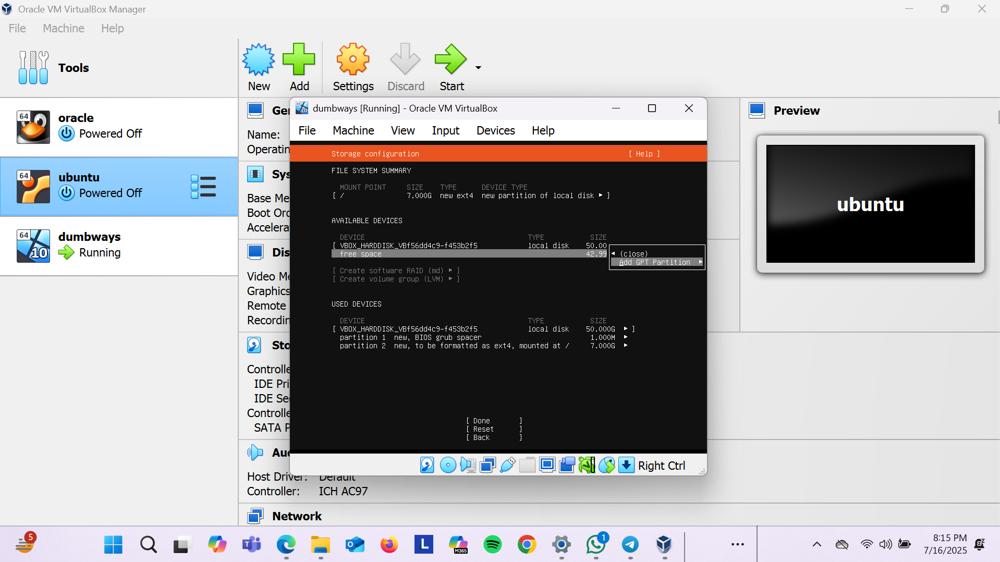 Oracle VM VirtualBox Manager
File Machine Help
Tools
New Add Settings Discard Start
64 oracle
Powered Off
64 ubuntu
Powered Off
64 10 dumbways
Running
Ger
Name:
Operatin
Sys
Base Me
Boot Orc
Accelera
Dis
Video Me
Graphics
Remote
Recordin
Sto
Controlle
IDE Pri
IDE Sec
Controlle
SATA P
Au
Host Driver: Default
Controller: ICH AC97
Network
Preview
ubuntu
64 10 dumbways [Running] - Oracle VM VirtualBox
File Machine View Input Devices Help
Storage configuration [ Help ]
FILE SYSTEM SUMMARY
MOUNT POINT SIZE TYPE DEVICE TYPE
[ / 7.000G new ext4 new partition of local disk ▸ ]
AVAILABLE DEVICES
DEVICE TYPE SIZE
[ VBOX_HARDDISK_VBf56dd4c9-f453b2f5 local disk 50.00
free space 42.99
◂ (close)
Add GPT Partition ▸
[ Create software RAID (md) ▸ ]
[ Create volume group (LVM) ▸ ]
USED DEVICES
DEVICE TYPE SIZE
[ VBOX_HARDDISK_VBf56dd4c9-f453b2f5 local disk 50.000G ▸ ]
partition 1 new, BIOS grub spacer 1.000M ▸
partition 2 new, to be formatted as ext4, mounted at / 7.000G ▸
[ Done ]
[ Reset ]
[ Back ]
Right Ctrl
5
L
M365
1
8:15 PM
7/16/2025